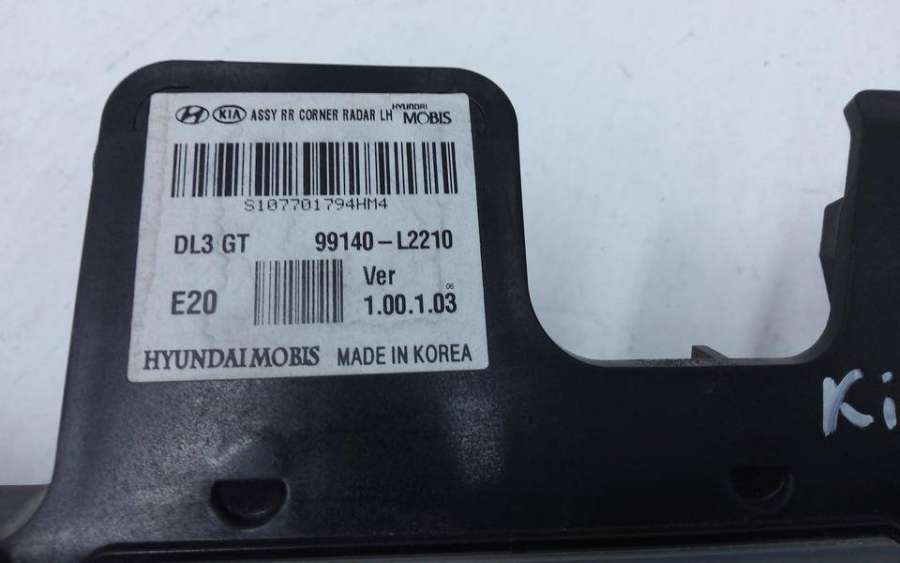 KIA ASSY RR CORNER RADAR LH HYUNDAI MOBIS
S107701794HM4
DL3 GT 99140-L2210
E20 Ver 06
1.00.1.03
HYUNDAI MOBIS MADE IN KOREA
Ki